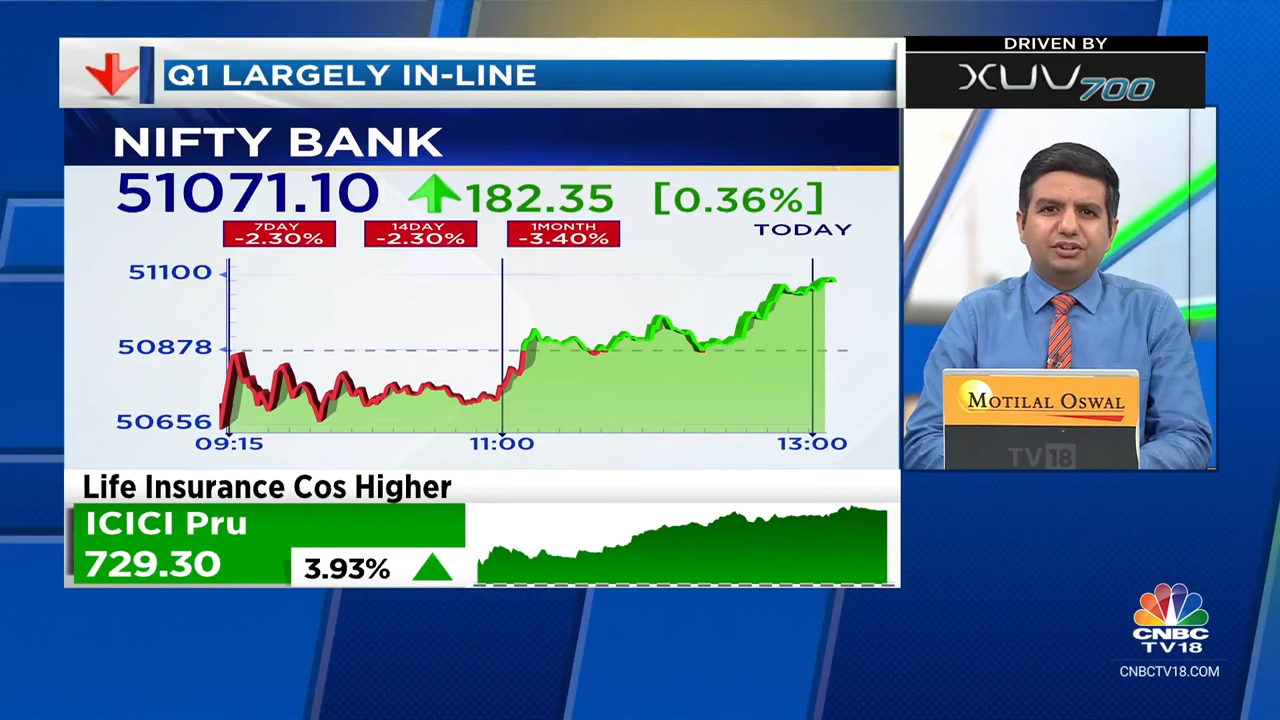 Q1 LARGELY IN-LINE
DRIVEN BY
XUV700
NIFTY BANK
51071.10 182.35 [0.36%]
7DAY
-2.30%
14DAY
-2.30%
1MONTH
-3.40%
TODAY
51100
50878
50656
09:15 11:00 13:00
MOTILAL OSWAL
TV18
Life Insurance Cos Higher
ICICI Pru
729.30
3.93%
CNBC
TV18
CNBCTV18.COM